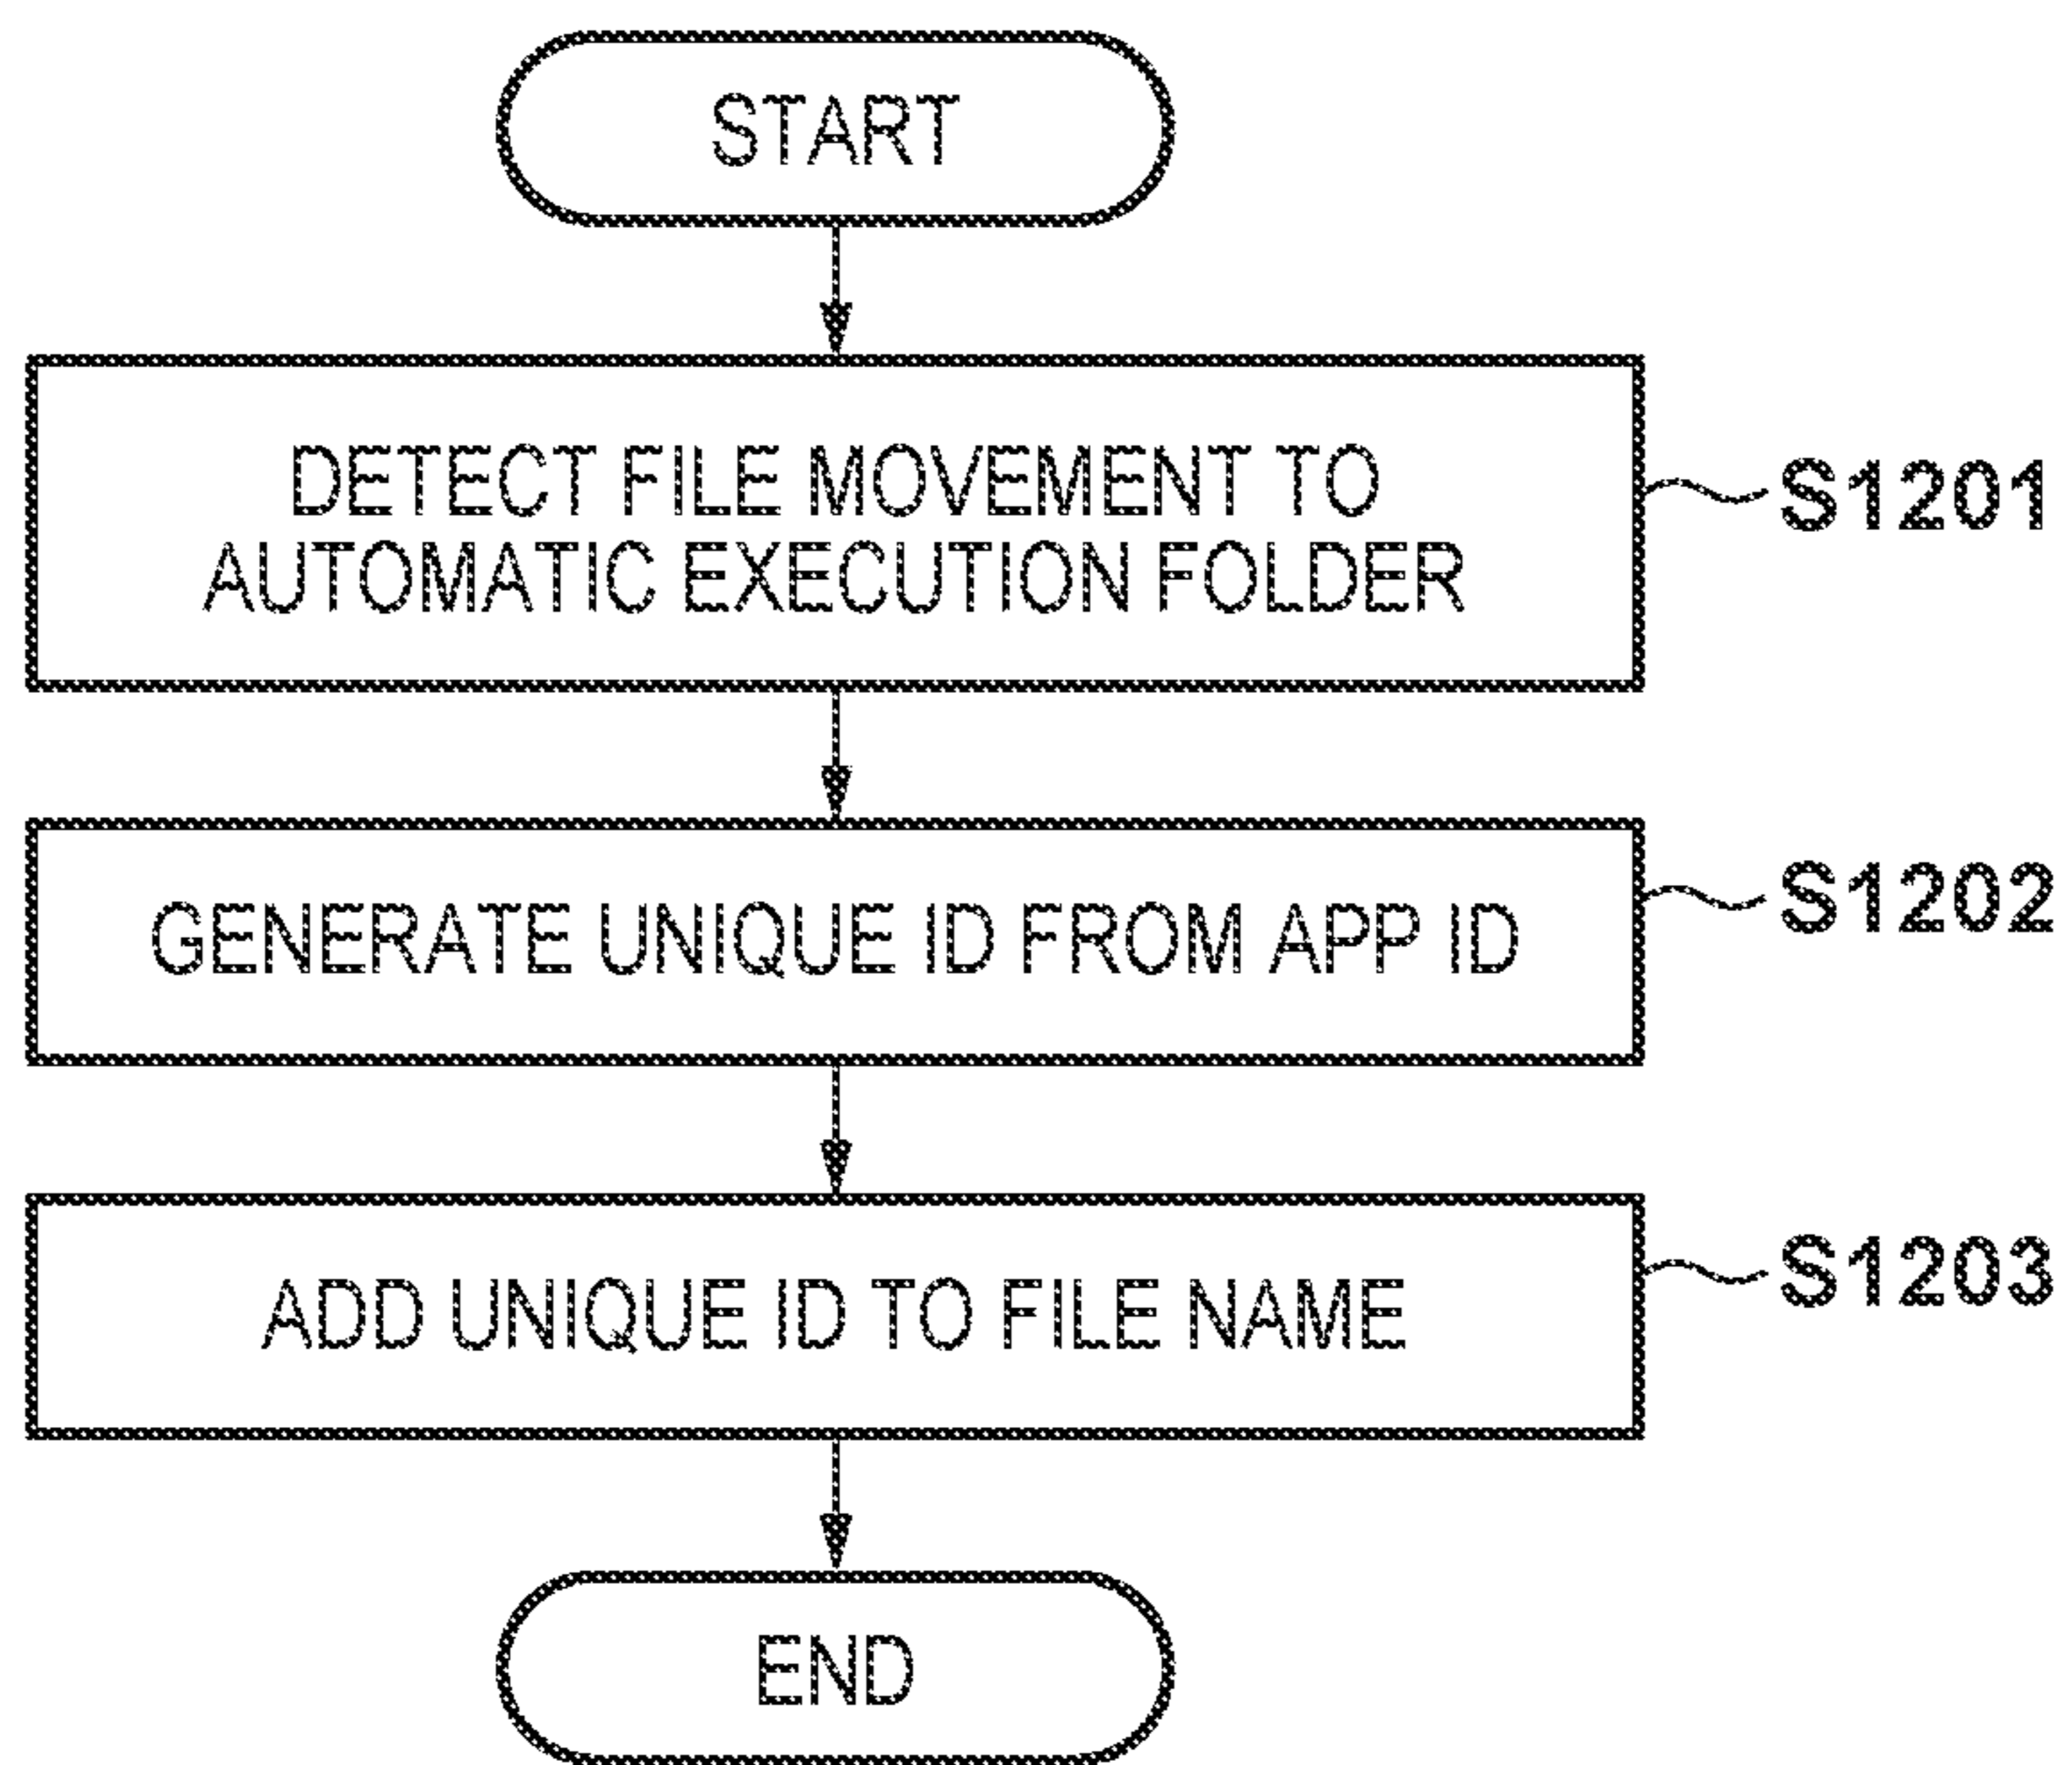 START
DETECT FILE MOVEMENT TO
AUTOMATIC EXECUTION FOLDER
S1201
GENERATE UNIQUE ID FROM APP ID
S1202
ADD UNIQUE ID TO FILE NAME
S1203
END